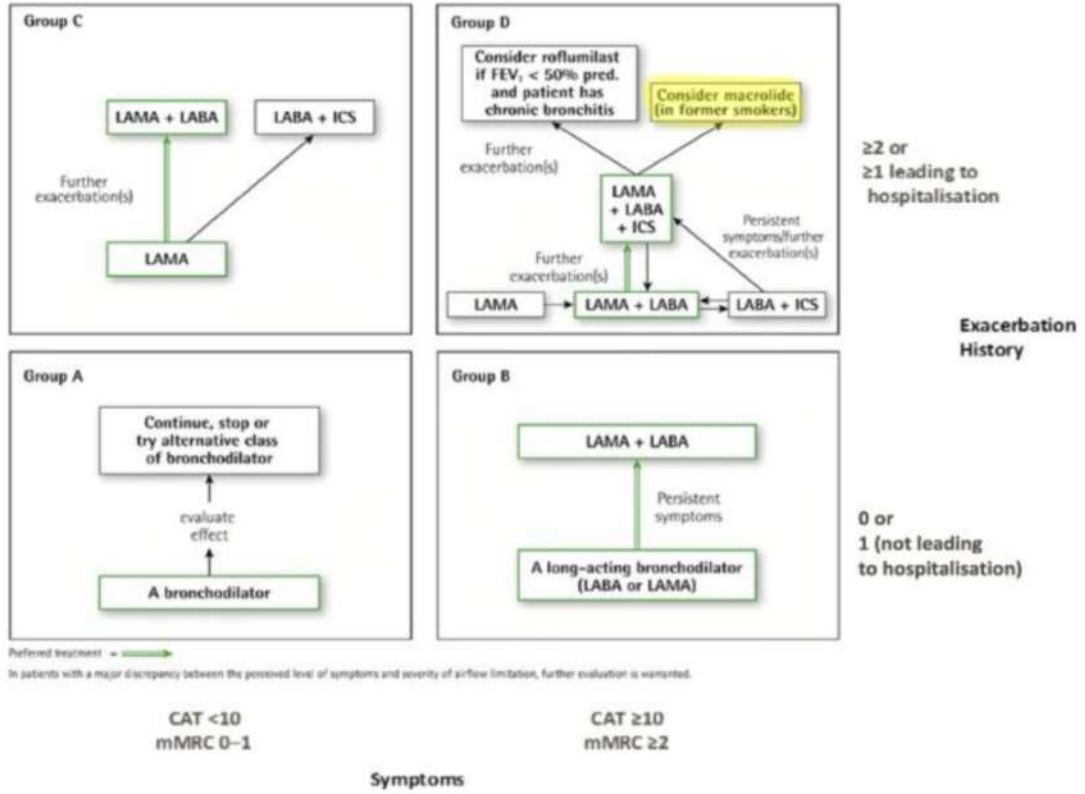 Group C
LAMA + LABA
LABA + ICS
Further
exacerbation(s)
LAMA
Group D
Consider roflumilast
if FEV₁ < 50% pred.
and patient has
chronic bronchitis
Consider macrolide
(in former smokers)
Further
exacerbation(s)
LAMA
+ LABA
+ ICS
Persistent
symptoms/further
exacerbation(s)
Further
exacerbation(s)
LAMA
LAMA + LABA
LABA + ICS
≥2 or
≥1 leading to
hospitalisation
Exacerbation
History
Group A
Continue, stop or
try alternative class
of bronchodilator
evaluate
effect
A bronchodilator
Group B
LAMA + LABA
Persistent
symptoms
A long-acting bronchodilator
(LABA or LAMA)
0 or
1 (not leading
to hospitalisation)
Preferred treatment =
In patients with a major discrepancy between the perceived level of symptoms and severity of airflow limitation, further evaluation is warranted.
CAT <10
mMRC 0–1
CAT ≥10
mMRC ≥2
Symptoms